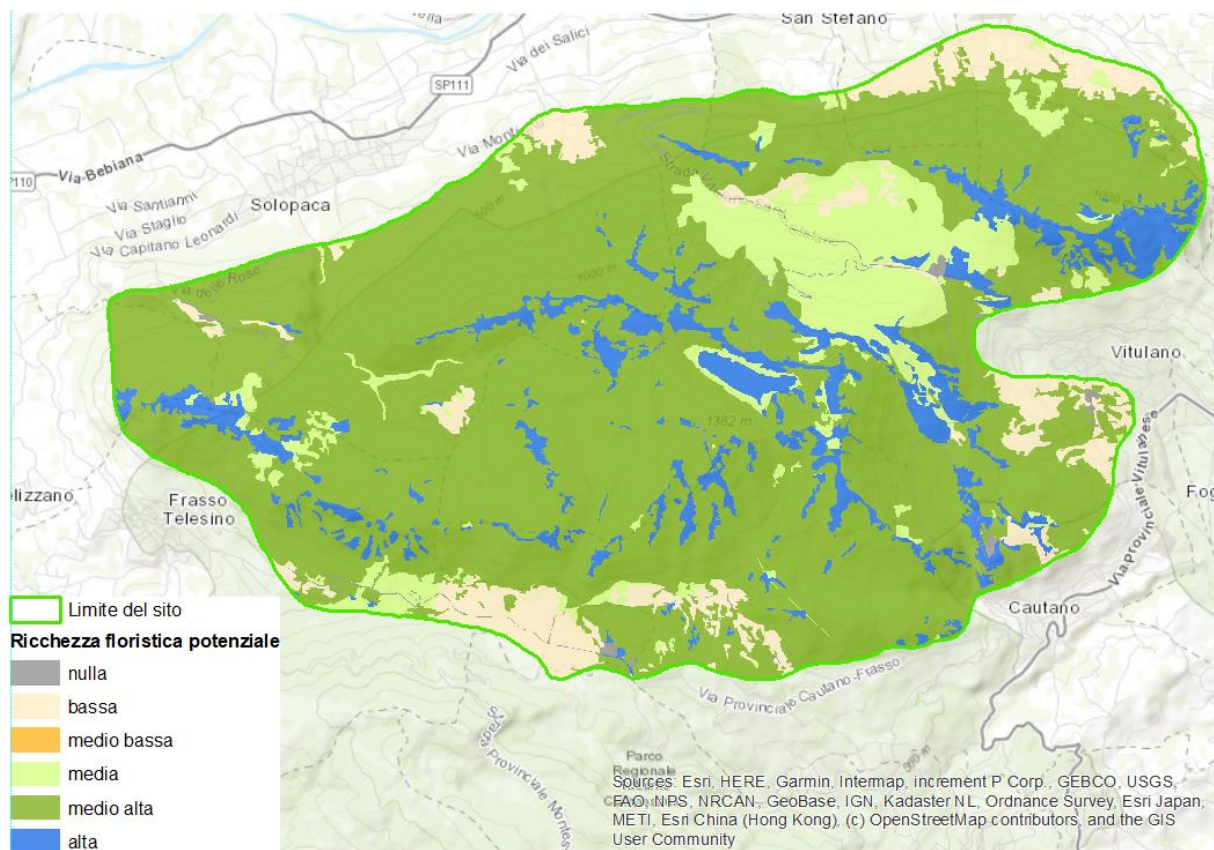 San Stefano
Via dei Salici
SP111
Via Bebiana
Via Santianni
Via Staglio
Via Capitano Leonardi
Solopaca
500 m
1000 m
1000 m
Vitulano
1382 m
Frasso
Telesino
Via Provinciale Vitulanese
Cautano
Via Provinciale Cautano-Frasso
Parco
Regionale
Limite del sito
Ricchezza floristica potenziale
nulla
bassa
medio bassa
media
medio alta
alta
Sources: Esri, HERE, Garmin, Intermap, increment P Corp., GEBCO, USGS,
FAO, NPS, NRCAN, GeoBase, IGN, Kadaster NL, Ordnance Survey, Esri Japan,
METI, Esri China (Hong Kong), (c) OpenStreetMap contributors, and the GIS
User Community